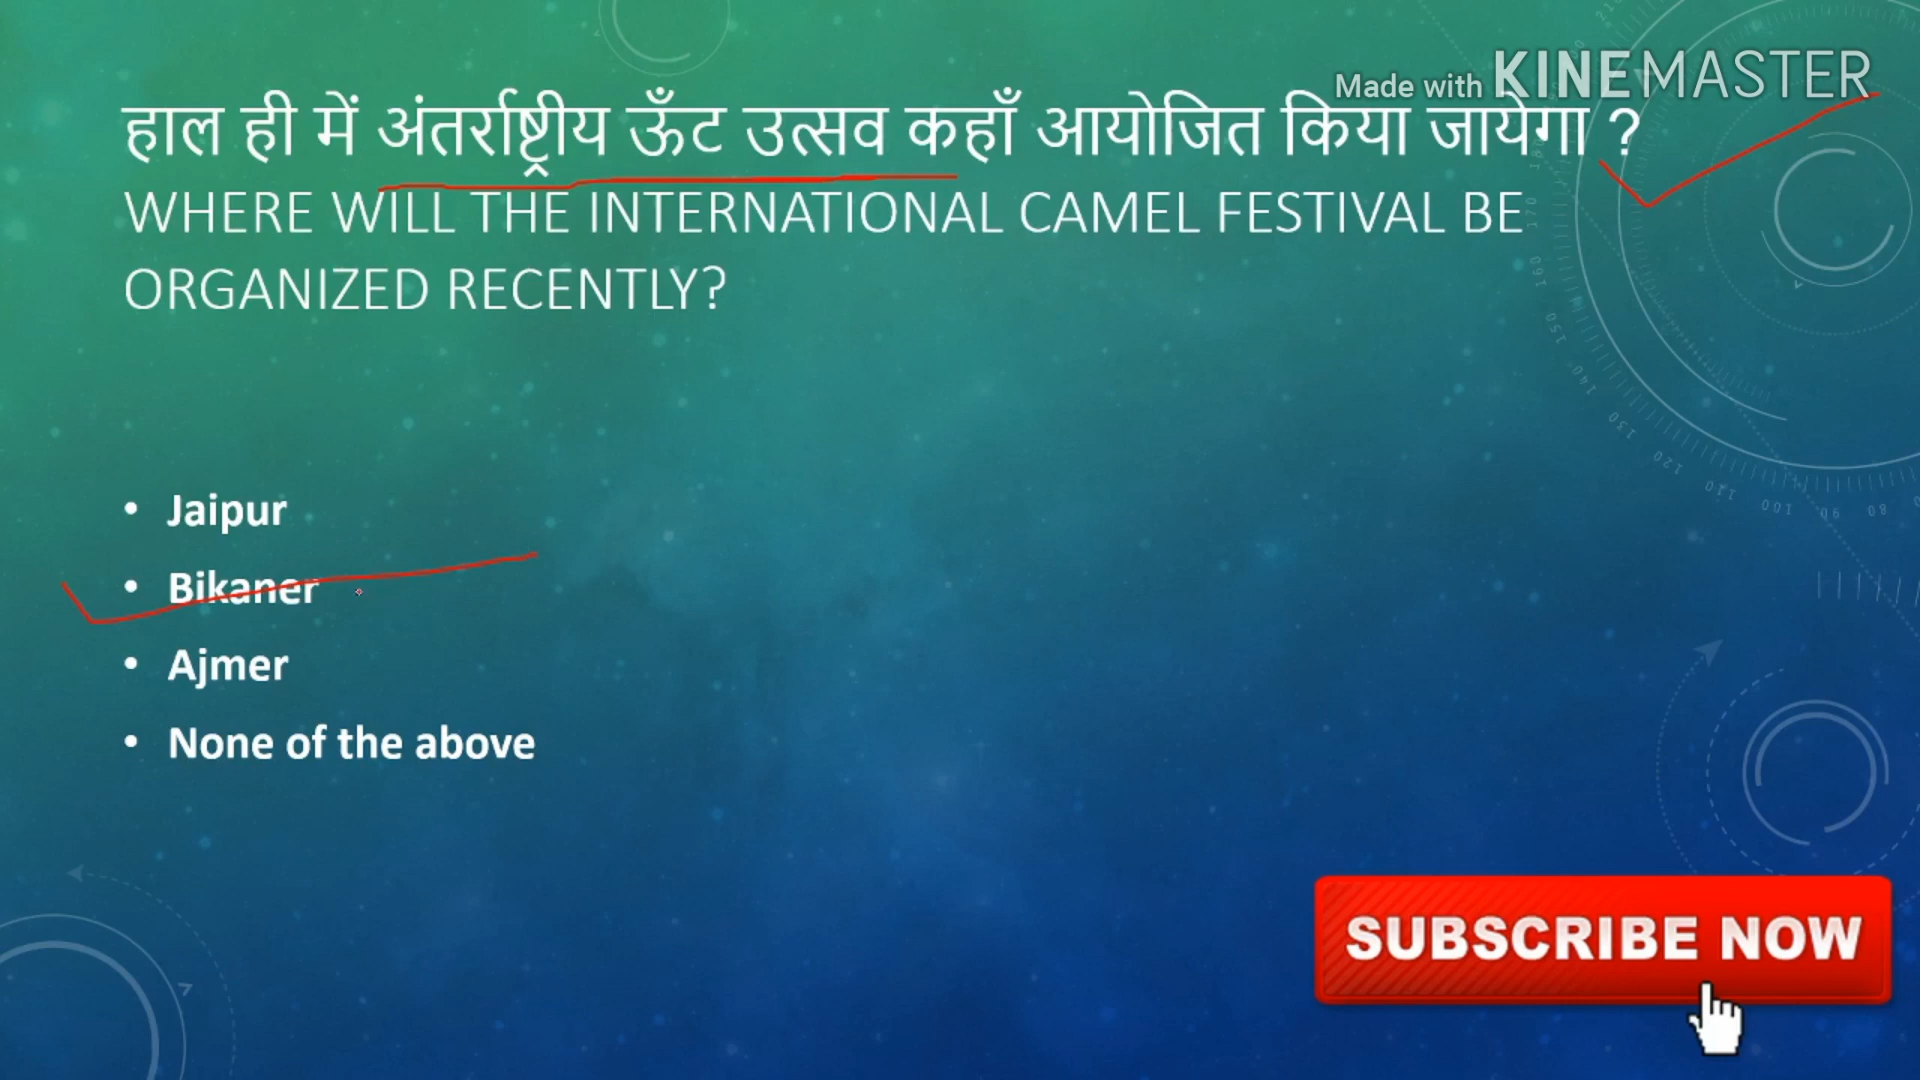 Made with KINEMASTER
हाल ही में अंतर्राष्ट्रीय ऊँट उत्सव कहाँ आयोजित किया जायेगा ?
WHERE WILL THE INTERNATIONAL CAMEL FESTIVAL BE
ORGANIZED RECENTLY?
• Jaipur
• Bikaner
• Ajmer
• None of the above
SUBSCRIBE NOW